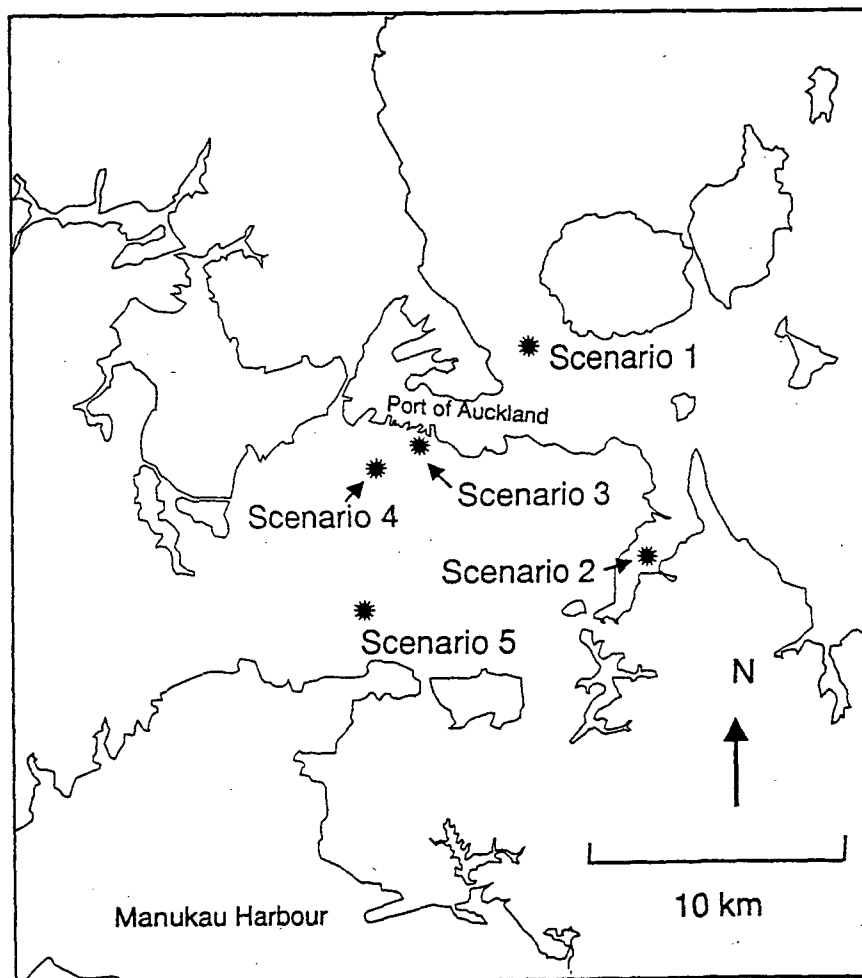 Scenario 1
Port of Auckland
Scenario 3
Scenario 4
Scenario 2
Scenario 5
N
10 km
Manukau Harbour